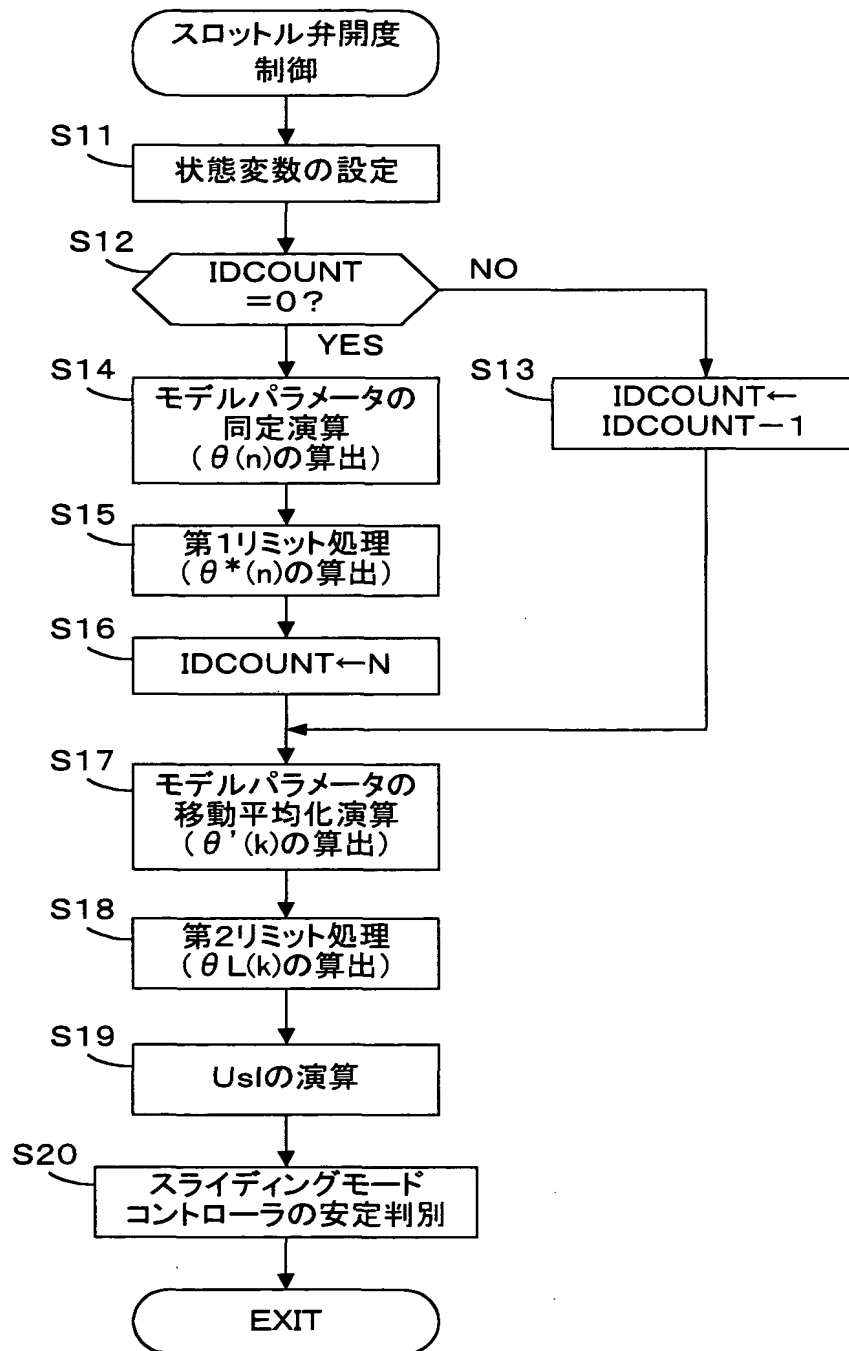 スロットル弁開度
制御
S11
状態変数の設定
S12
IDCOUNT
=0?
NO
YES
S14
モデルパラメータの
同定演算
(θ(n)の算出)
S13
IDCOUNT←
IDCOUNT-1
S15
第1リミット処理
(θ*(n)の算出)
S16
IDCOUNT←N
S17
モデルパラメータの
移動平均化演算
(θ'(k)の算出)
S18
第2リミット処理
(θL(k)の算出)
S19
Uslの演算
S20
スライディングモード
コントローラの安定判別
EXIT